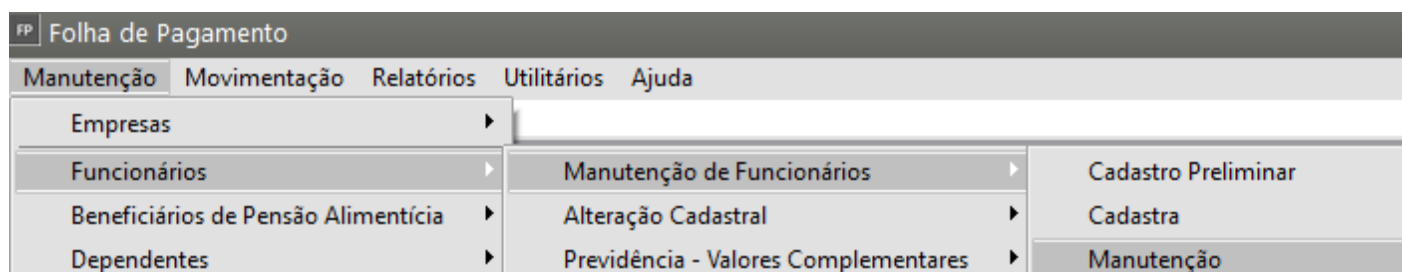 FP Folha de Pagamento
Manutenção Movimentação Relatórios Utilitários Ajuda
Empresas
Funcionários Manutenção de Funcionários Cadastro Preliminar
Beneficiários de Pensão Alimentícia Alteração Cadastral Cadastra
Dependentes Previdência - Valores Complementares Manutenção